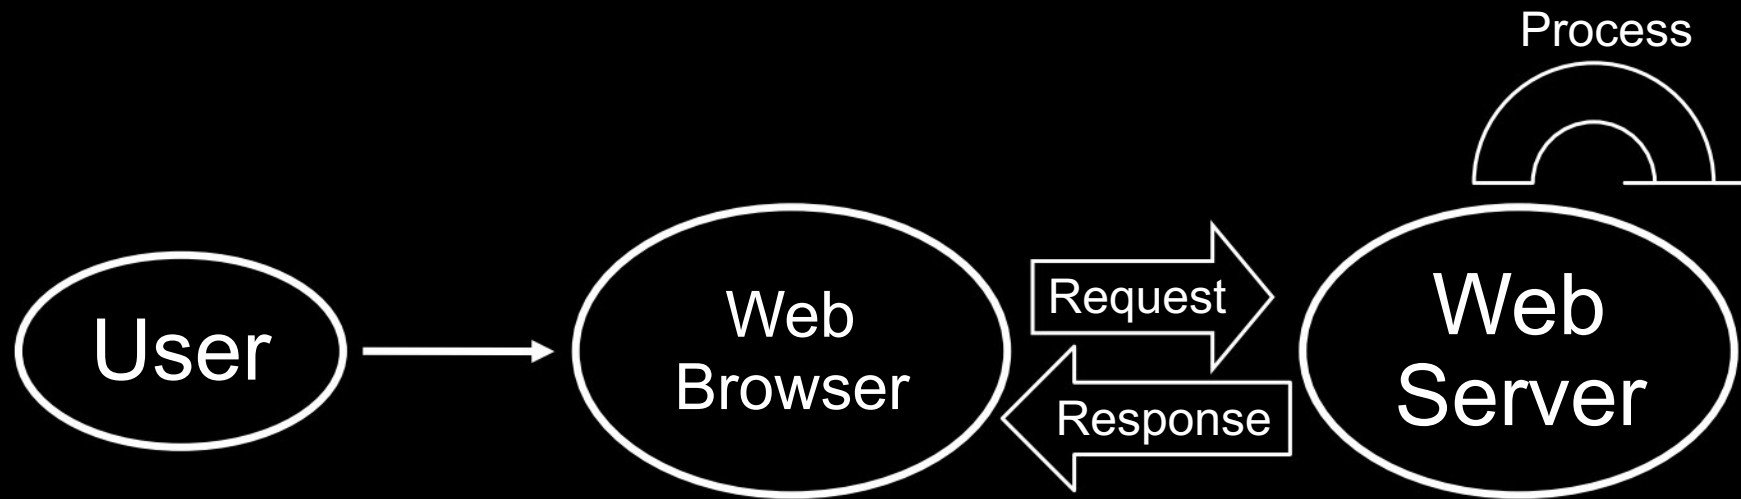 Process
User
Web
Browser
Request
Response
Web
Server